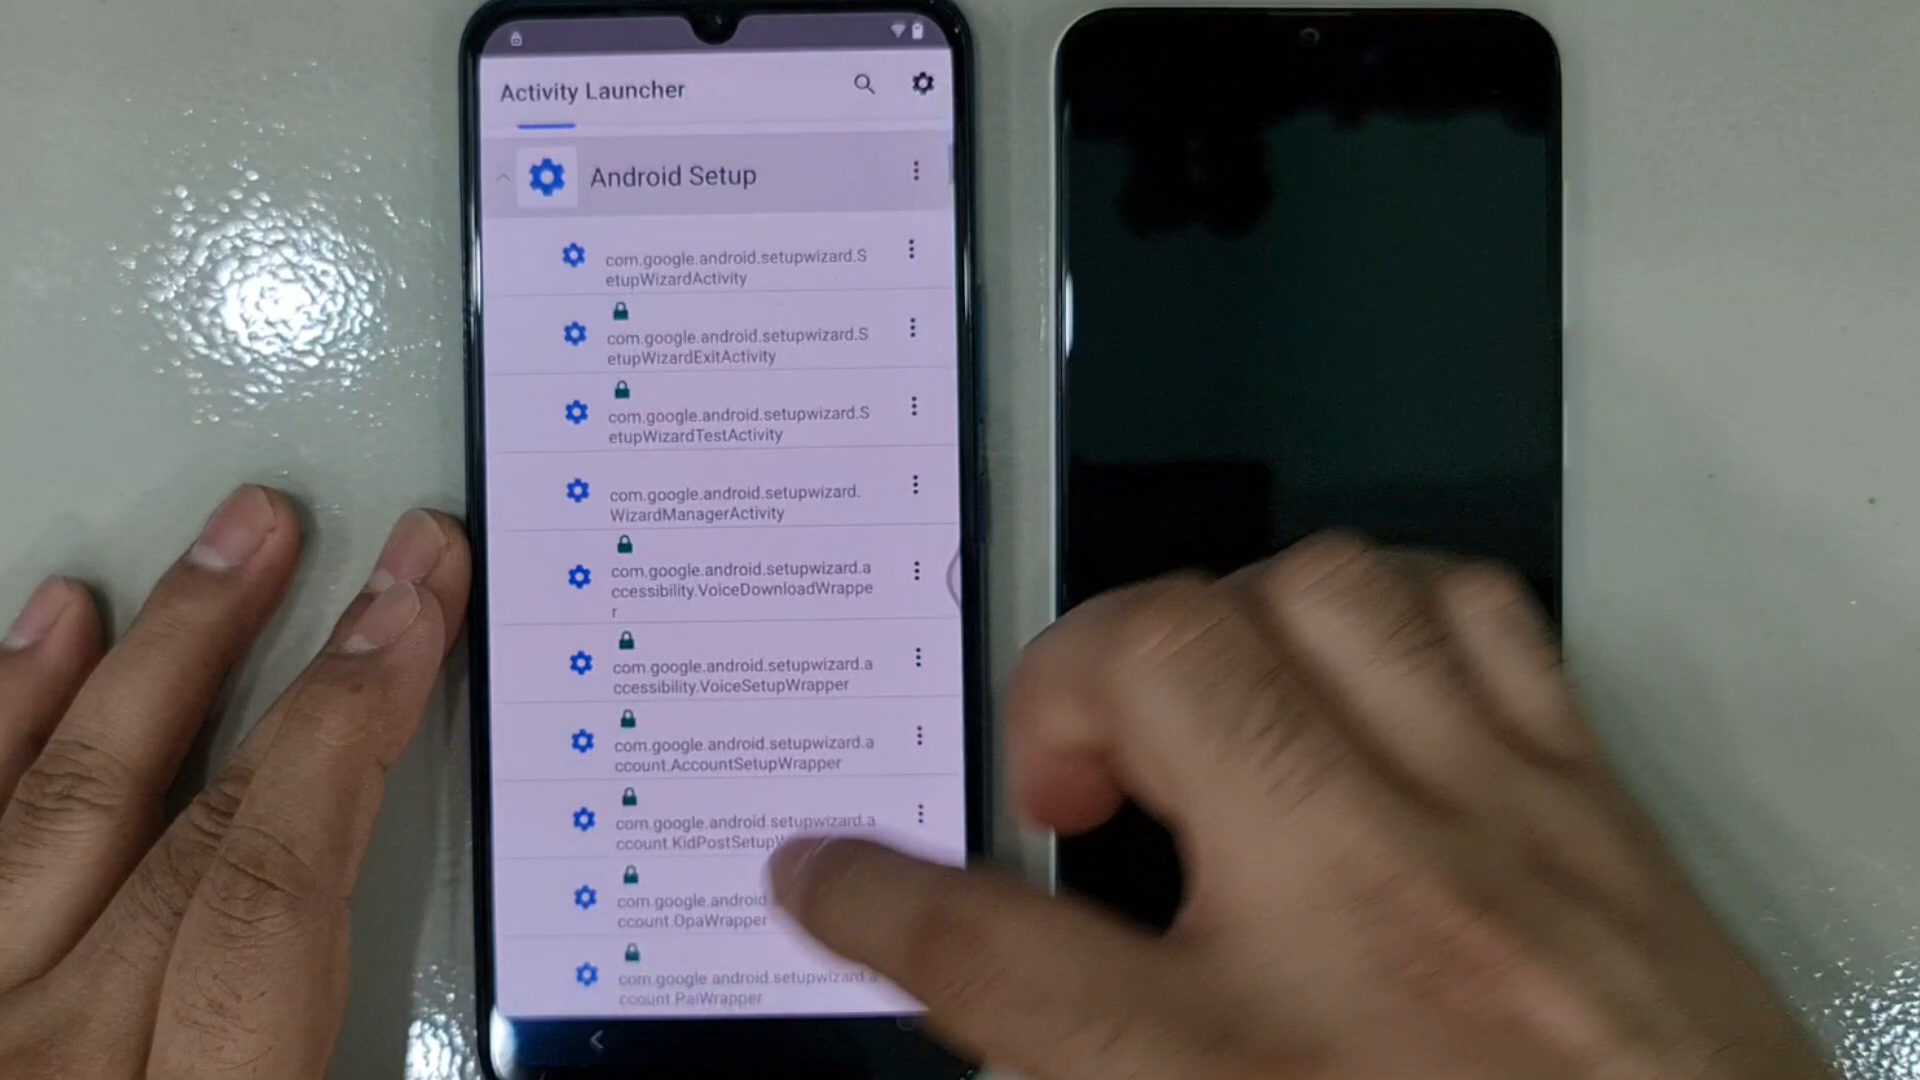 Activity Launcher
Android Setup
com.google.android.setupwizard.S
etupWizardActivity
com.google.android.setupwizard.S
etupWizardExitActivity
com.google.android.setupwizard.S
etupWizardTestActivity
com.google.android.setupwizard.
WizardManagerActivity
com.google.android.setupwizard.a
ccessibility.VoiceDownloadWrappe
r
com.google.android.setupwizard.a
ccessibility.VoiceSetupWrapper
com.google.android.setupwizard.a
ccount.AccountSetupWrapper
com.google.android.setupwizard.a
ccount.KidPostSetupW
com.google.android.s
ccount.OpaWrapper
com.google.android.setupwizard.a
ccount.PaiWrapper